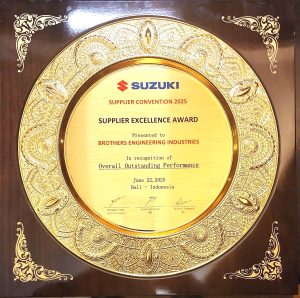 SUZUKI
SUPPLIER CONVENTION 2025
SUPPLIER EXCELLENCE AWARD
Presented to
BROTHERS ENGINEERING INDUSTRIES
In recognition of
Overall Outstanding Performance
June 22, 2025
Bali - Indonesia